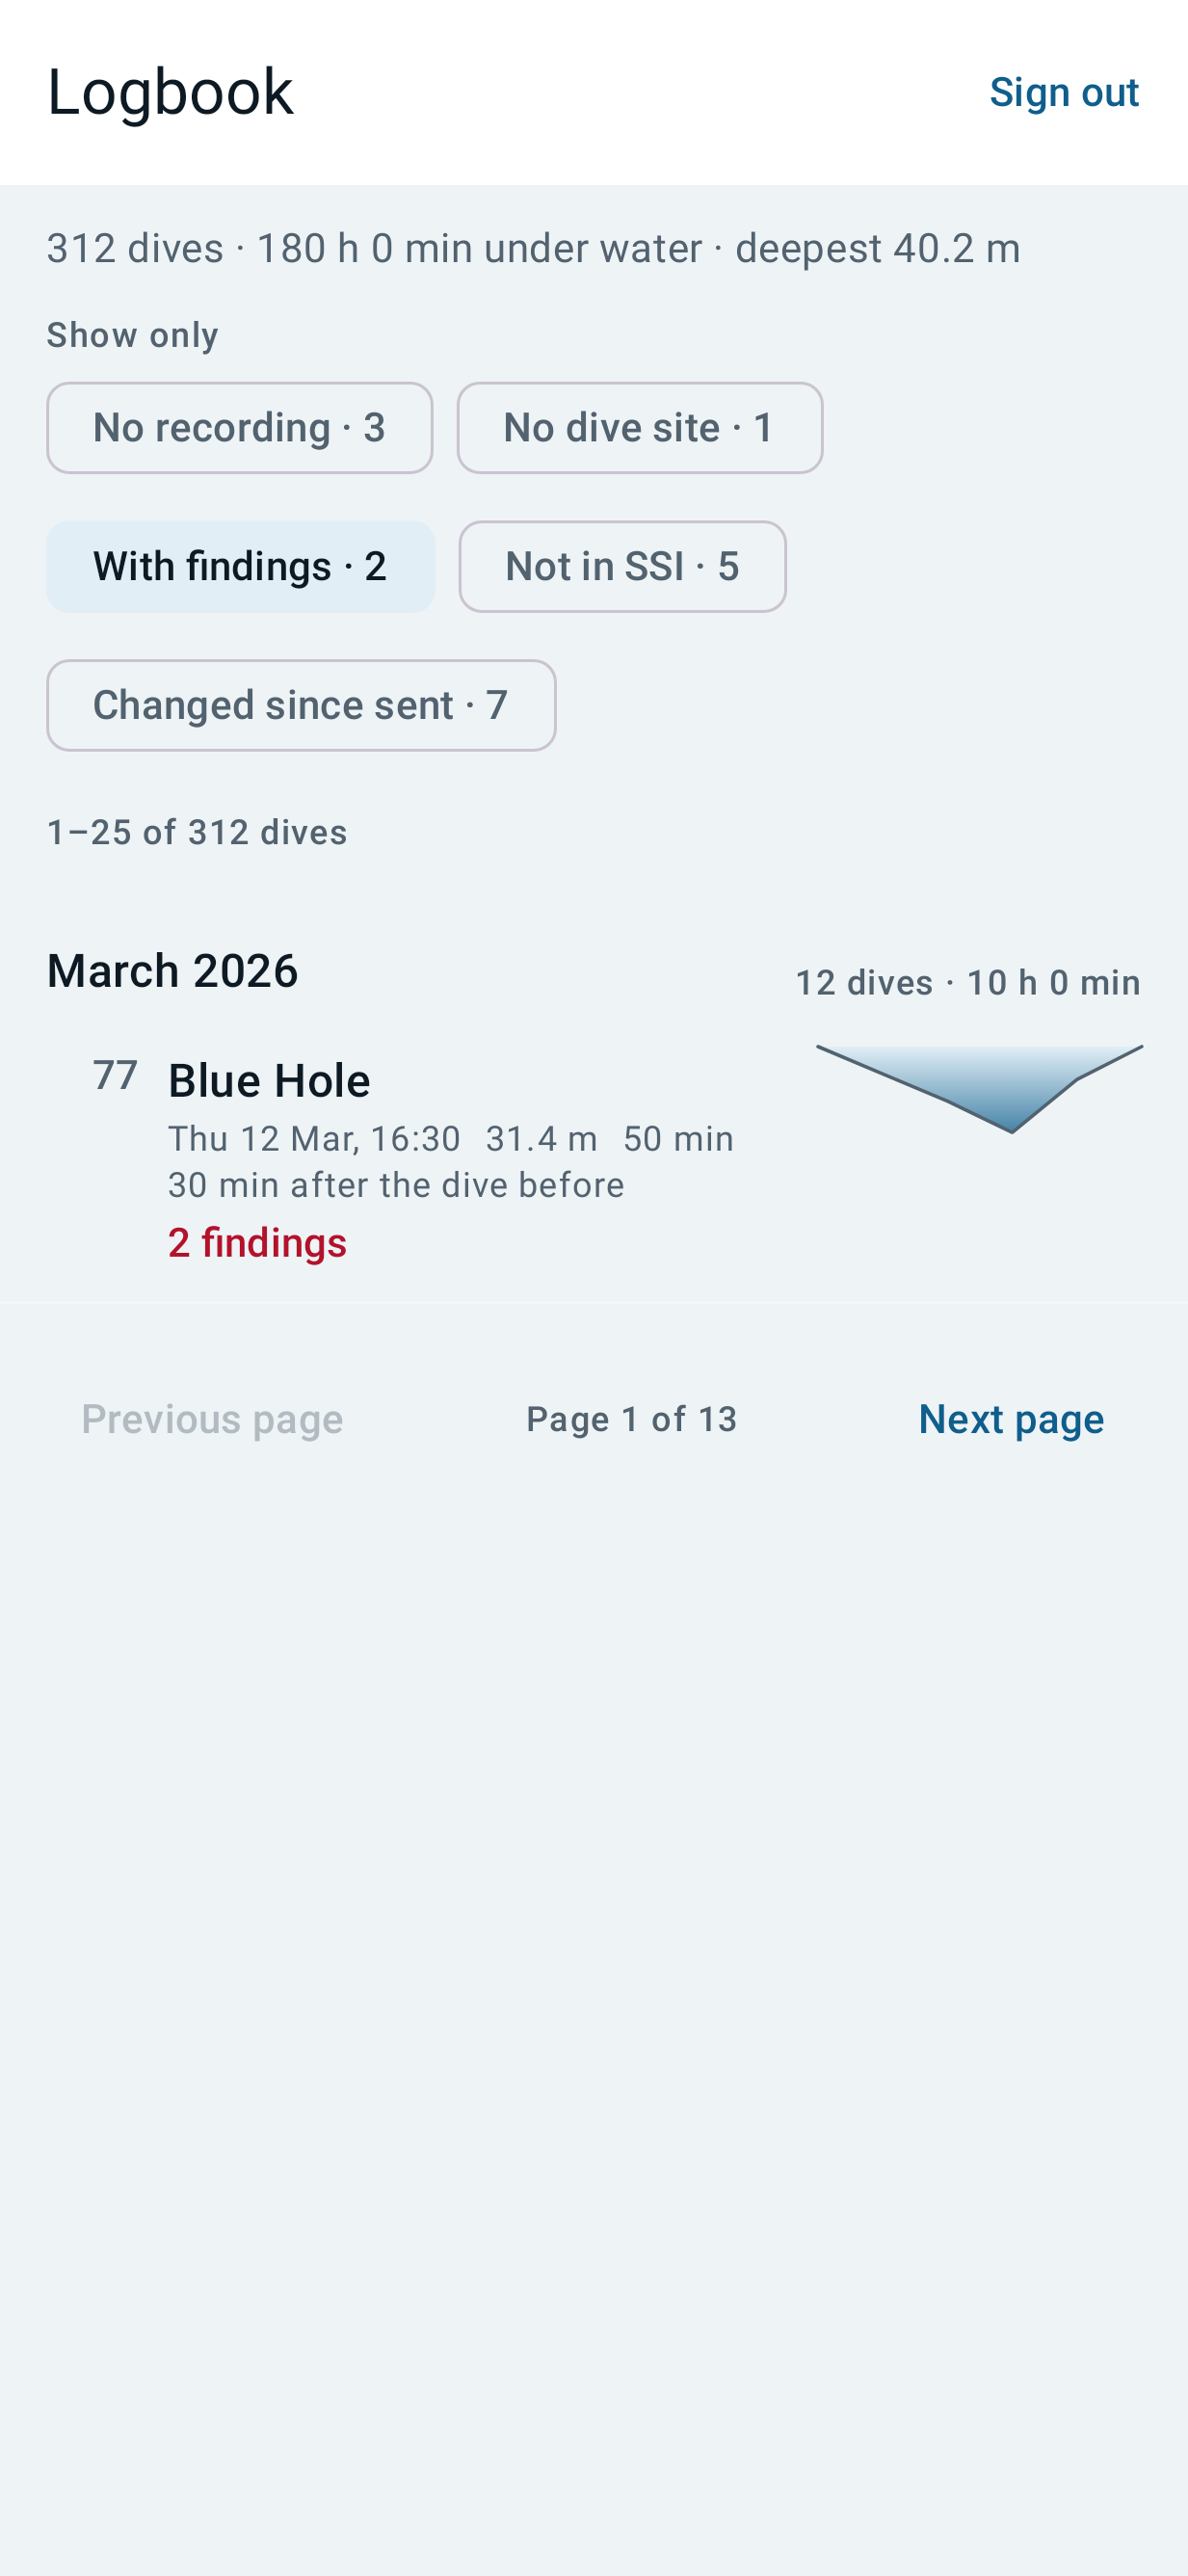 Logbook
Sign out
312 dives · 180 h 0 min under water · deepest 40.2 m
Show only
No recording · 3
No dive site · 1
With findings · 2
Not in SSI · 5
Changed since sent · 7
1–25 of 312 dives
March 2026
12 dives · 10 h 0 min
77 Blue Hole
Thu 12 Mar, 16:30 31.4 m 50 min
30 min after the dive before
2 findings
Previous page
Page 1 of 13
Next page